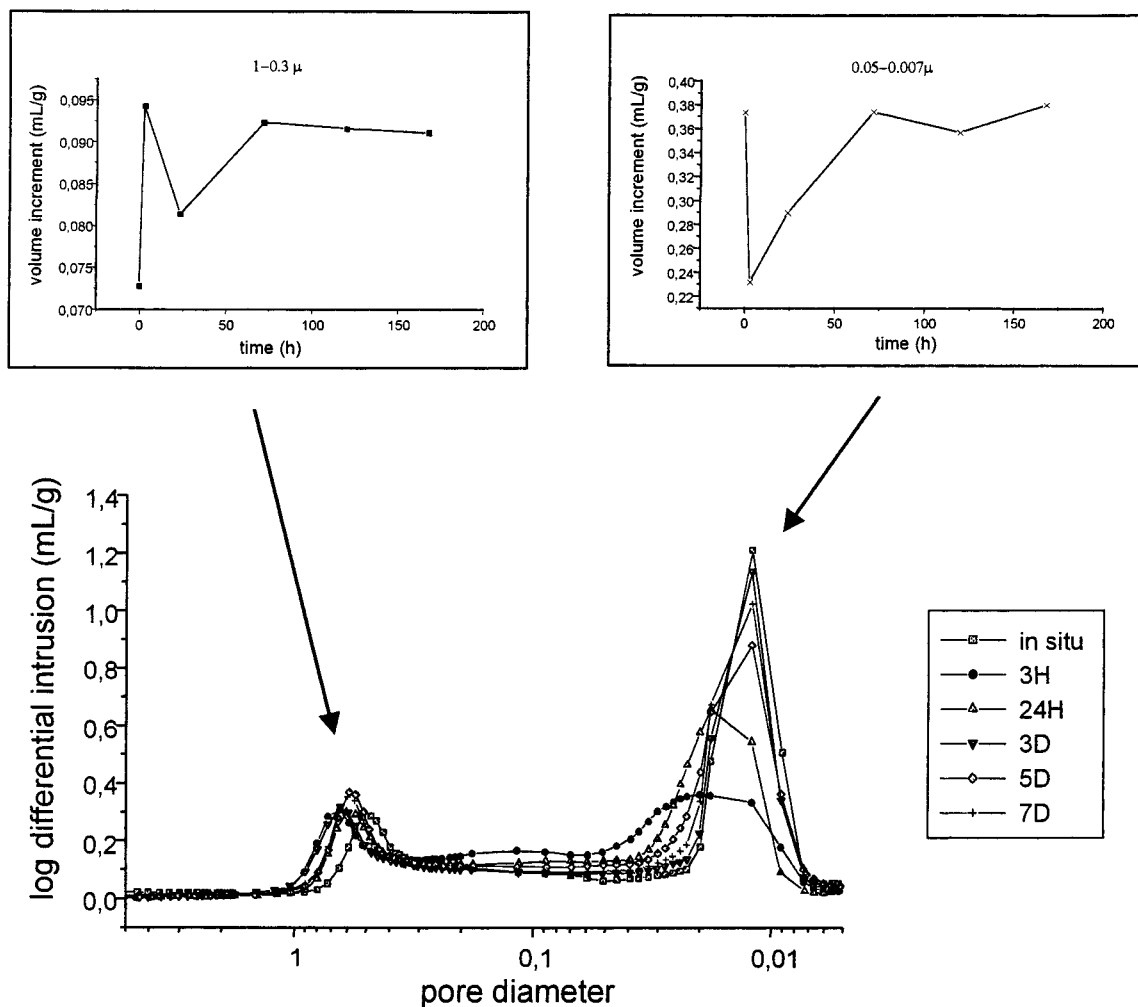 1−0.3 μ
volume increment (mL/g)
0,095
0,090
0,085
0,080
0,075
0,070
0
50
100
150
200
time (h)
0.05−0.007μ
volume increment (mL/g)
0,40
0,38
0,36
0,34
0,32
0,30
0,28
0,26
0,24
0,22
0
50
100
150
200
time (h)
log differential intrusion (mL/g)
1,4
1,2
1,0
0,8
0,6
0,4
0,2
0,0
1
0,1
0,01
pore diameter
in situ
3H
24H
3D
5D
7D